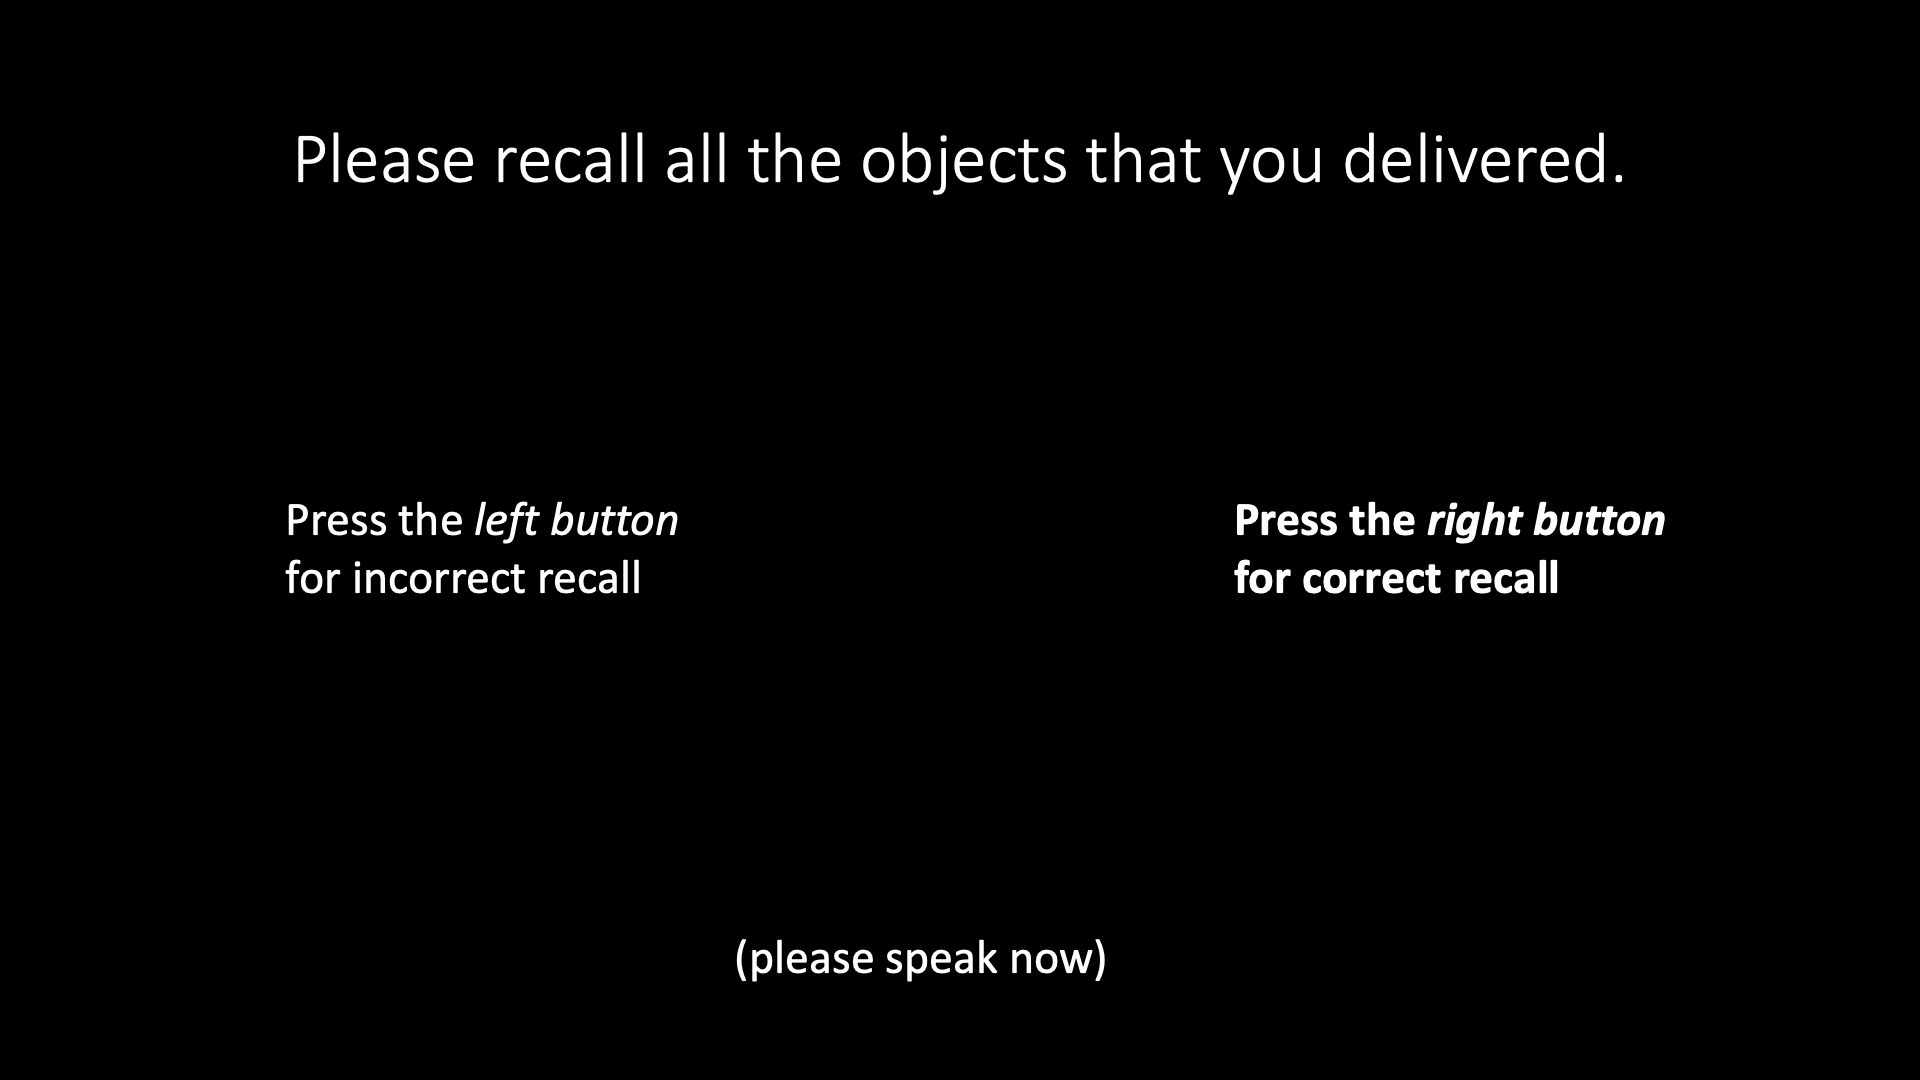 Please recall all the objects that you delivered.
Press the left button
for incorrect recall
Press the right button
for correct recall
(please speak now)